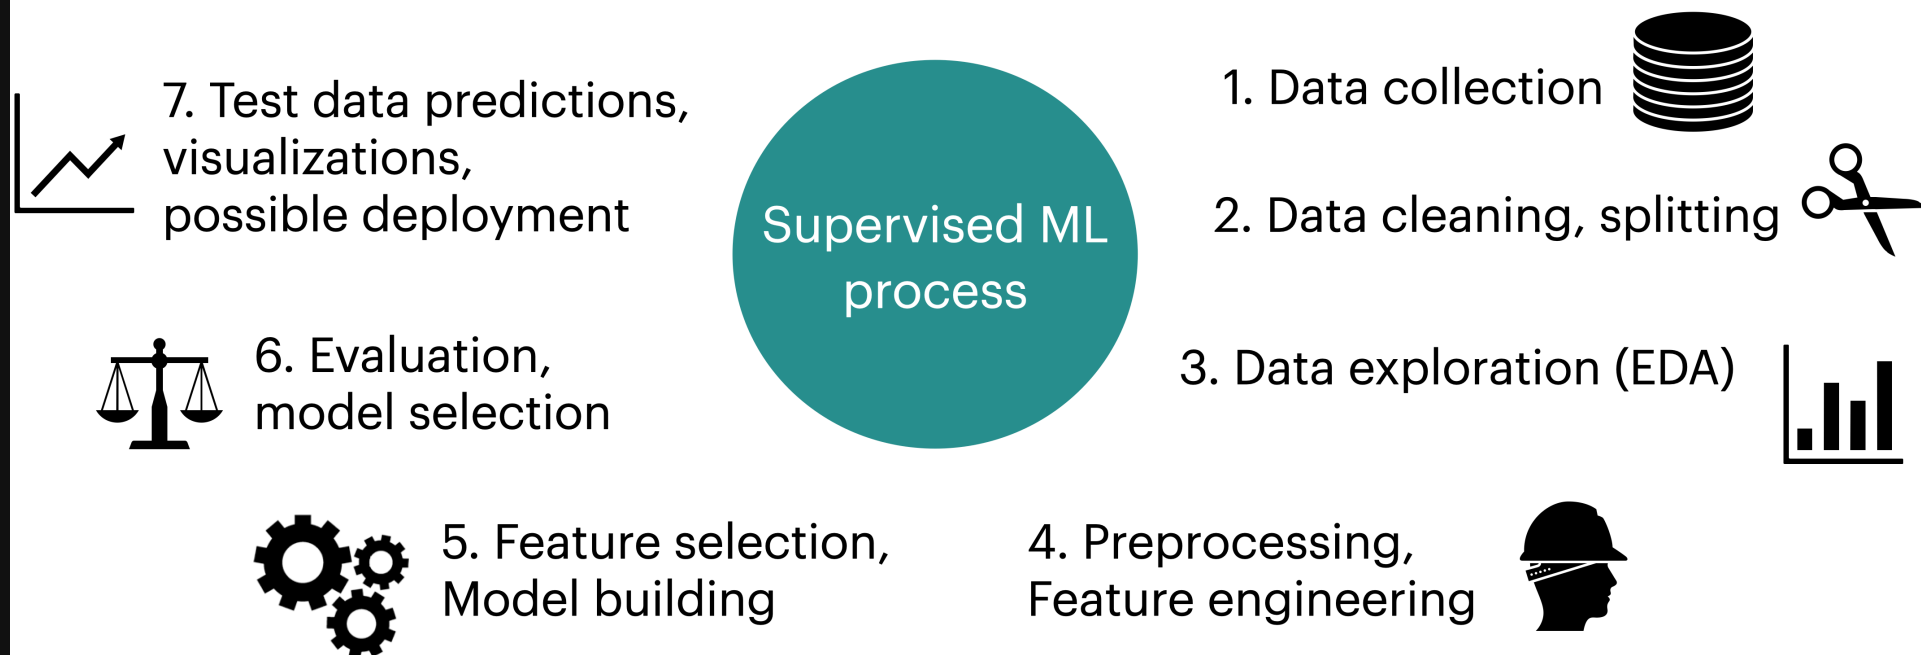 Supervised ML
process
1. Data collection
2. Data cleaning, splitting
3. Data exploration (EDA)
4. Preprocessing,
Feature engineering
5. Feature selection,
Model building
6. Evaluation,
model selection
7. Test data predictions,
visualizations,
possible deployment